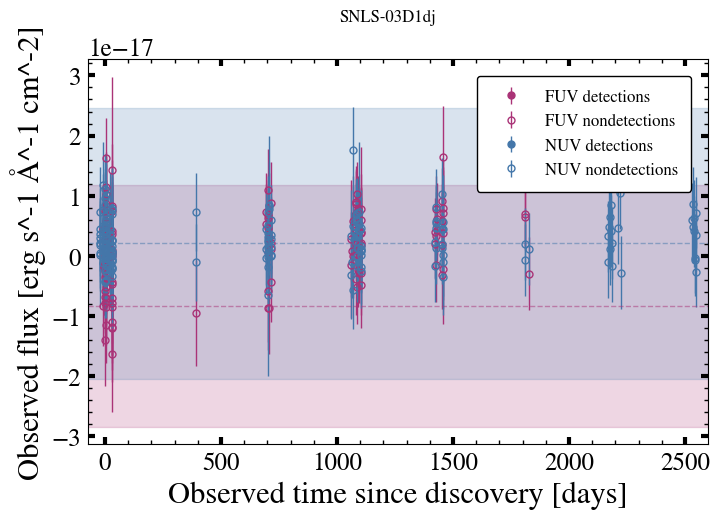 SNLS-03D1dj
1e−17
FUV detections
FUV nondetections
NUV detections
NUV nondetections
3
2
1
0
−1
−2
−3
Observed flux [erg s^-1 Å^-1 cm^-2]
0 500 1000 1500 2000 2500
Observed time since discovery [days]